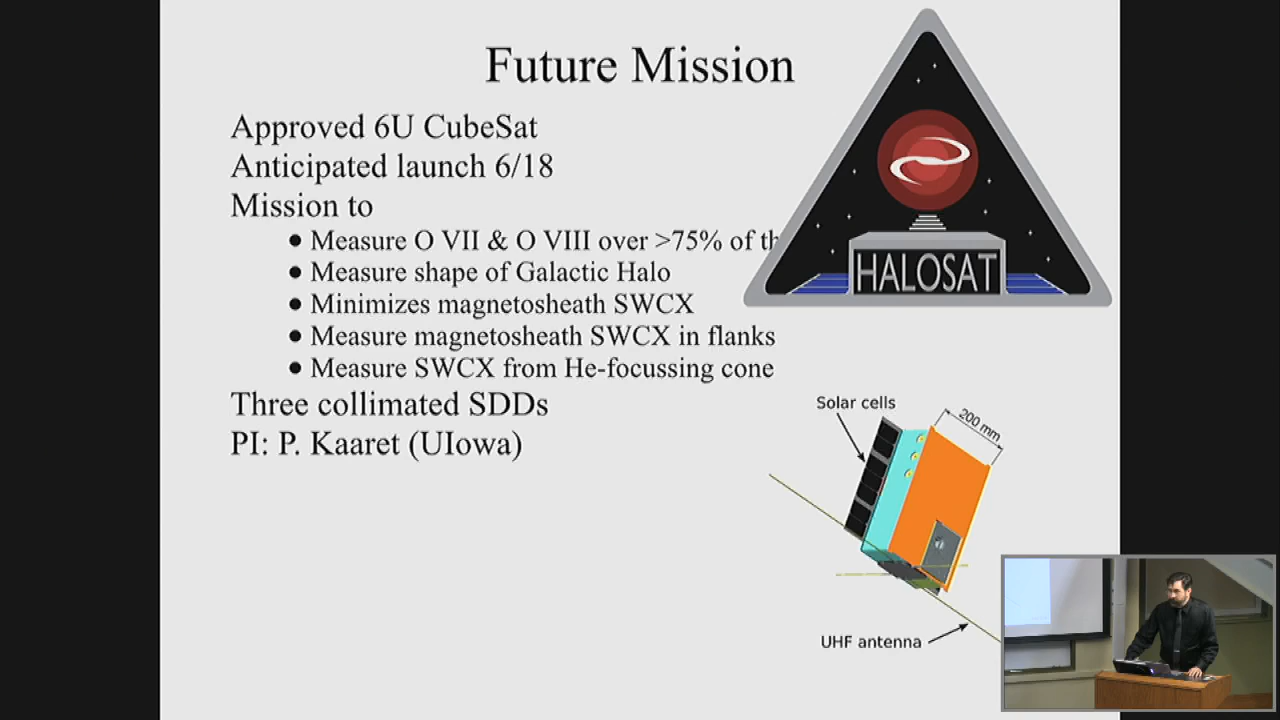 Future Mission
Approved 6U CubeSat
Anticipated launch 6/18
Mission to
● Measure O VII & O VIII over >75% of th
● Measure shape of Galactic Halo
● Minimizes magnetosheath SWCX
● Measure magnetosheath SWCX in flanks
● Measure SWCX from He-focussing cone
Three collimated SDDs
PI: P. Kaaret (UIowa)
HALOSAT
Solar cells
200 mm
UHF antenna